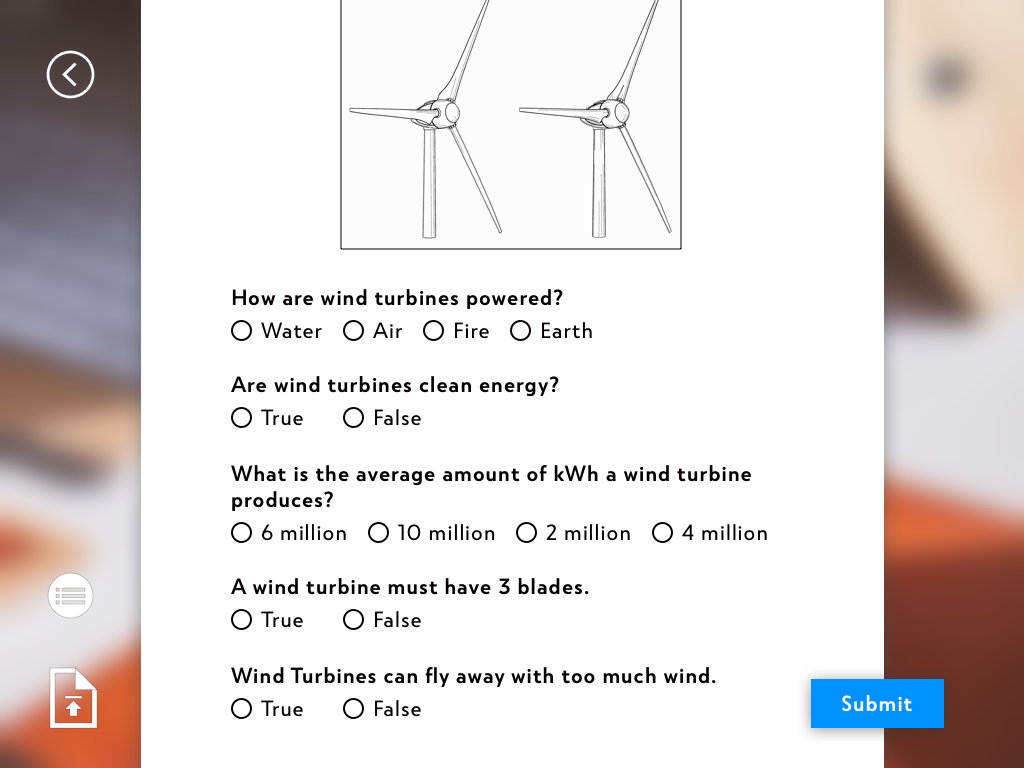 How are wind turbines powered?
Water Air Fire Earth
Are wind turbines clean energy?
True False
What is the average amount of kWh a wind turbine
produces?
6 million 10 million 2 million 4 million
A wind turbine must have 3 blades.
True False
Wind Turbines can fly away with too much wind.
True False
Submit